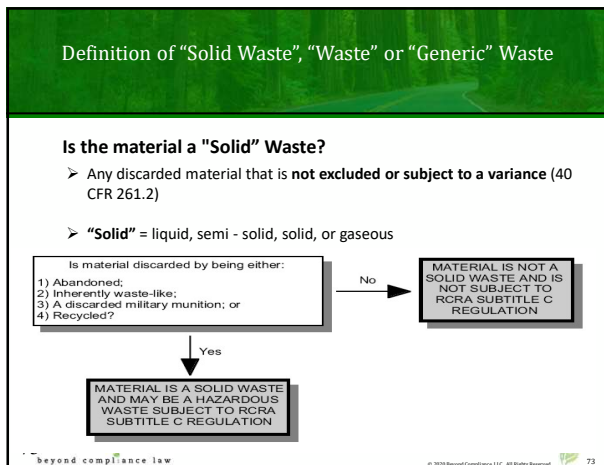 Definition of “Solid Waste”, “Waste” or “Generic” Waste
Is the material a "Solid” Waste?
➢ Any discarded material that is not excluded or subject to a variance (40
CFR 261.2)
➢ “Solid” = liquid, semi - solid, solid, or gaseous
Is material discarded by being either:
1) Abandoned;
2) Inherently waste-like;
3) A discarded military munition; or
4) Recycled?
No
MATERIAL IS NOT A
SOLID WASTE AND IS
NOT SUBJECT TO
RCRA SUBTITLE C
REGULATION
Yes
MATERIAL IS A SOLID WASTE
AND MAY BE A HAZARDOUS
WASTE SUBJECT TO RCRA
SUBTITLE C REGULATION
beyond compliance law
© 2020 Beyond Compliance LLC, All Rights Reserved
73